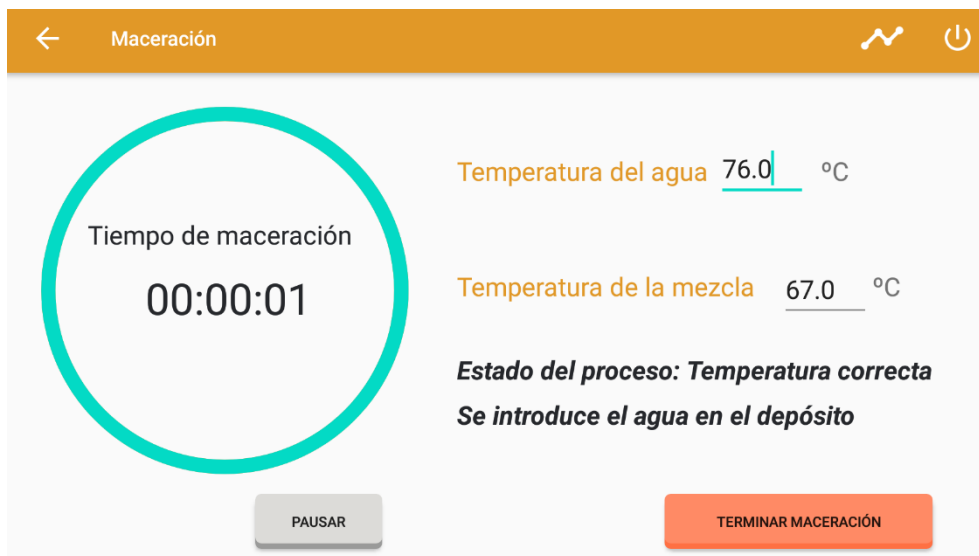 Maceración
Tiempo de maceración
00:00:01
Temperatura del agua 76.0 ºC
Temperatura de la mezcla 67.0 ºC
Estado del proceso: Temperatura correcta
Se introduce el agua en el depósito
PAUSAR
TERMINAR MACERACIÓN